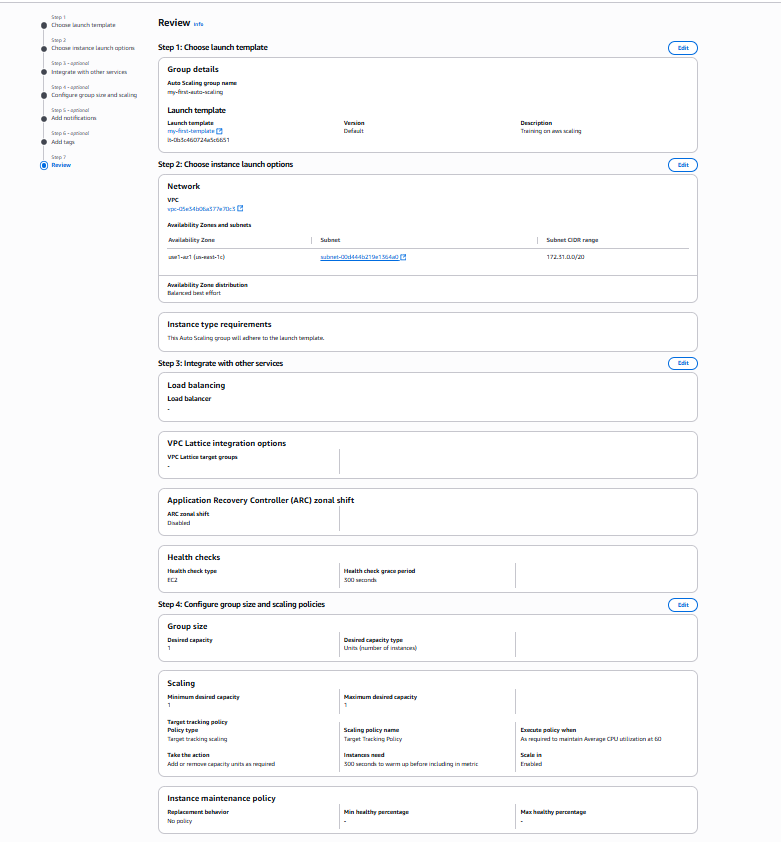 Step 1
Choose launch template
Step 2
Choose instance launch options
Step 3 - optional
Integrate with other services
Step 4 - optional
Configure group size and scaling
Step 5 - optional
Add notifications
Step 6 - optional
Add tags
Step 7
Review
Review Info
Step 1: Choose launch template Edit
Group details
Auto Scaling group name
my-first-auto-scaling
Launch template
Launch template Version Description
my-first-template Default Training on aws scaling
lt-0b3c460724a5c6b51
Step 2: Choose instance launch options Edit
Network
VPC
vpc-05e34b06a377e70c3
Availability Zones and subnets
Availability Zone Subnet Subnet CIDR range
use1-az1 (us-east-1c) subnet-00d444b219e1364a0 172.31.0.0/20
Availability Zone distribution
Balanced best effort
Instance type requirements
This Auto Scaling group will adhere to the launch template.
Step 3: Integrate with other services Edit
Load balancing
Load balancer
-
VPC Lattice integration options
VPC Lattice target groups
-
Application Recovery Controller (ARC) zonal shift
ARC zonal shift
Disabled
Health checks
Health check type Health check grace period
EC2 300 seconds
Step 4: Configure group size and scaling policies Edit
Group size
Desired capacity Desired capacity type
1 Units (number of instances)
Scaling
Minimum desired capacity Maximum desired capacity
1 1
Target tracking policy
Policy type Scaling policy name Execute policy when
Target tracking scaling Target Tracking Policy As required to maintain Average CPU utilization at 60
Take the action Instances need Scale in
Add or remove capacity units as required 300 seconds to warm up before including in metric Enabled
Instance maintenance policy
Replacement behavior Min healthy percentage Max healthy percentage
No policy - -